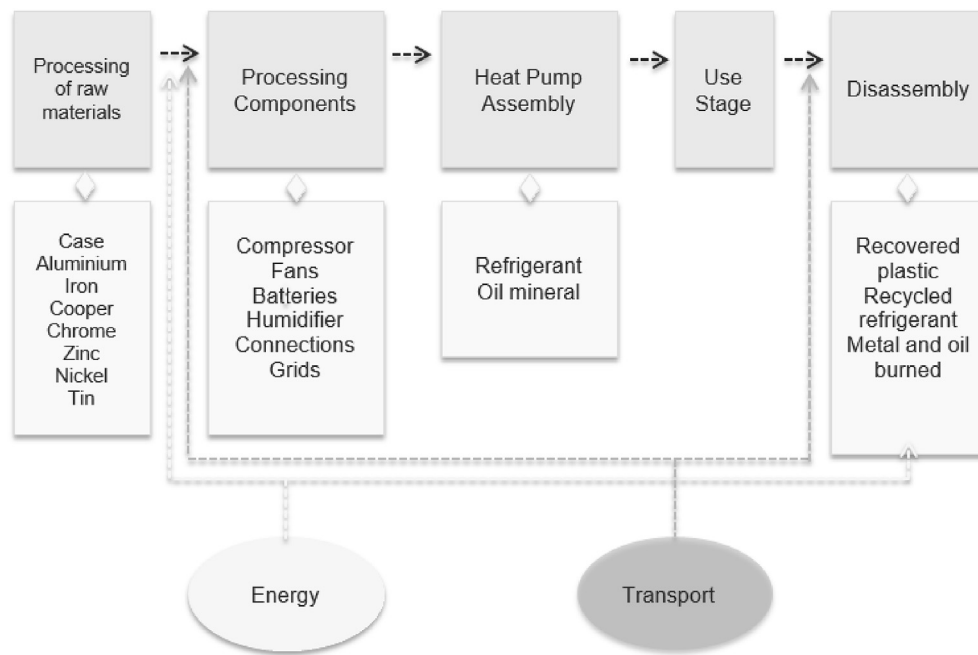 Processing
of raw
materials
Processing
Components
Heat Pump
Assembly
Use
Stage
Disassembly
Case
Aluminium
Iron
Cooper
Chrome
Zinc
Nickel
Tin
Compressor
Fans
Batteries
Humidifier
Connections
Grids
Refrigerant
Oil mineral
Recovered
plastic
Recycled
refrigerant
Metal and oil
burned
Energy
Transport